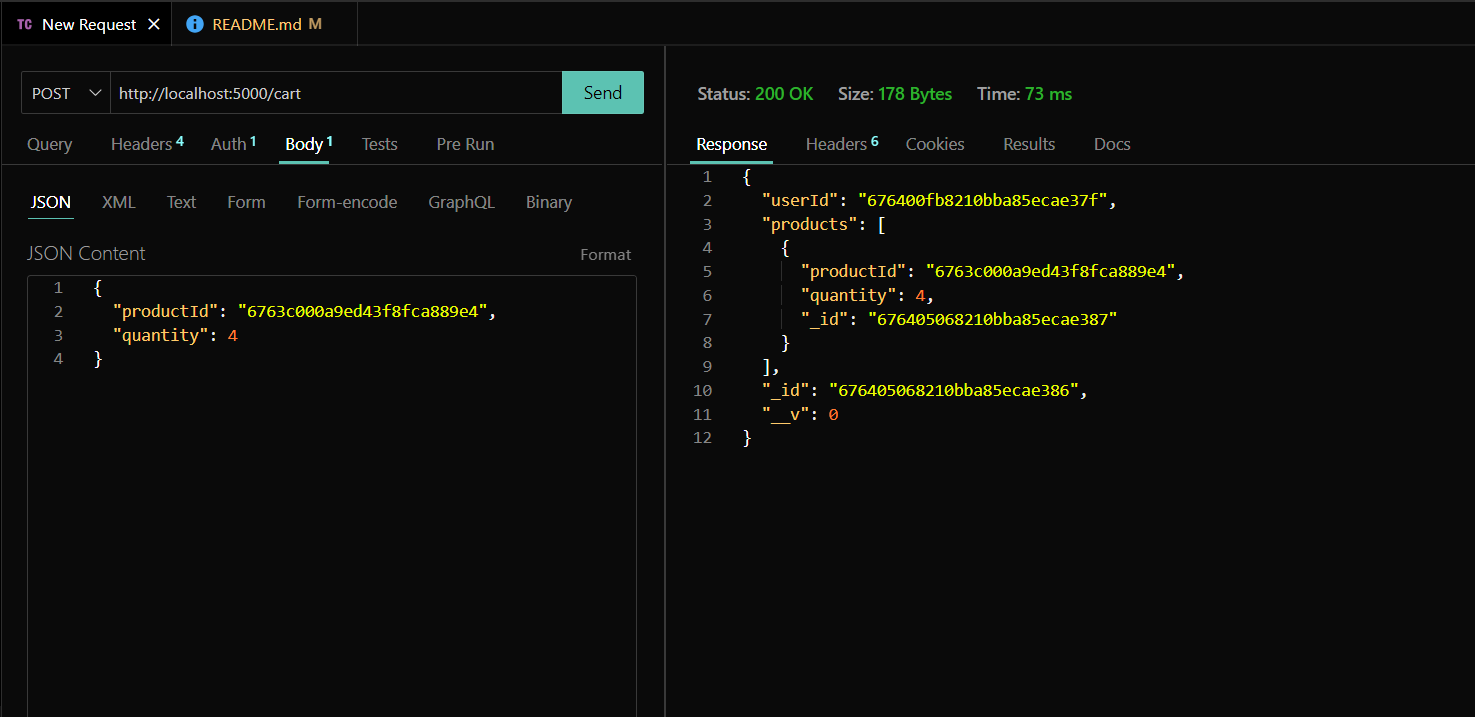 TC New Request README.md M
POST http://localhost:5000/cart Send
Query Headers 4 Auth 1 Body 1 Tests Pre Run
JSON XML Text Form Form-encode GraphQL Binary
JSON Content Format
1 {
2 "productId": "6763c000a9ed43f8fca889e4",
3 "quantity": 4
4 }
Status: 200 OK Size: 178 Bytes Time: 73 ms
Response Headers 6 Cookies Results Docs
1 {
2 "userId": "676400fb8210bba85ecae37f",
3 "products": [
4 {
5 "productId": "6763c000a9ed43f8fca889e4",
6 "quantity": 4,
7 "_id": "676405068210bba85ecae387"
8 }
9 ],
10 "_id": "676405068210bba85ecae386",
11 "__v": 0
12 }